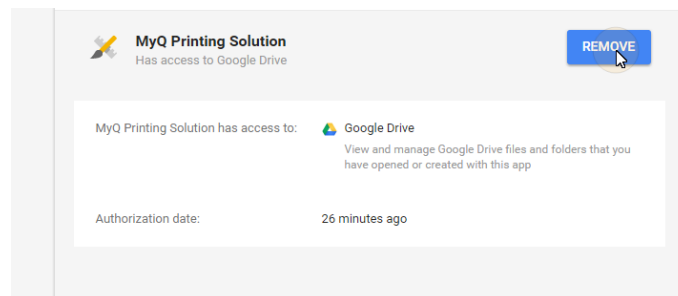 MyQ Printing Solution
Has access to Google Drive
REMOVE
MyQ Printing Solution has access to:
Google Drive
View and manage Google Drive files and folders that you
have opened or created with this app
Authorization date:
26 minutes ago